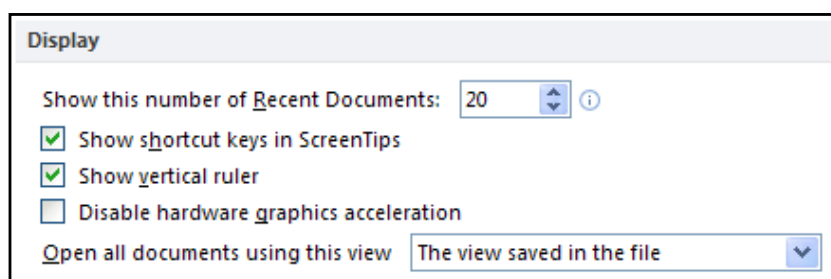 Display
Show this number of Recent Documents: 20
Show shortcut keys in ScreenTips
Show vertical ruler
Disable hardware graphics acceleration
Open all documents using this view The view saved in the file